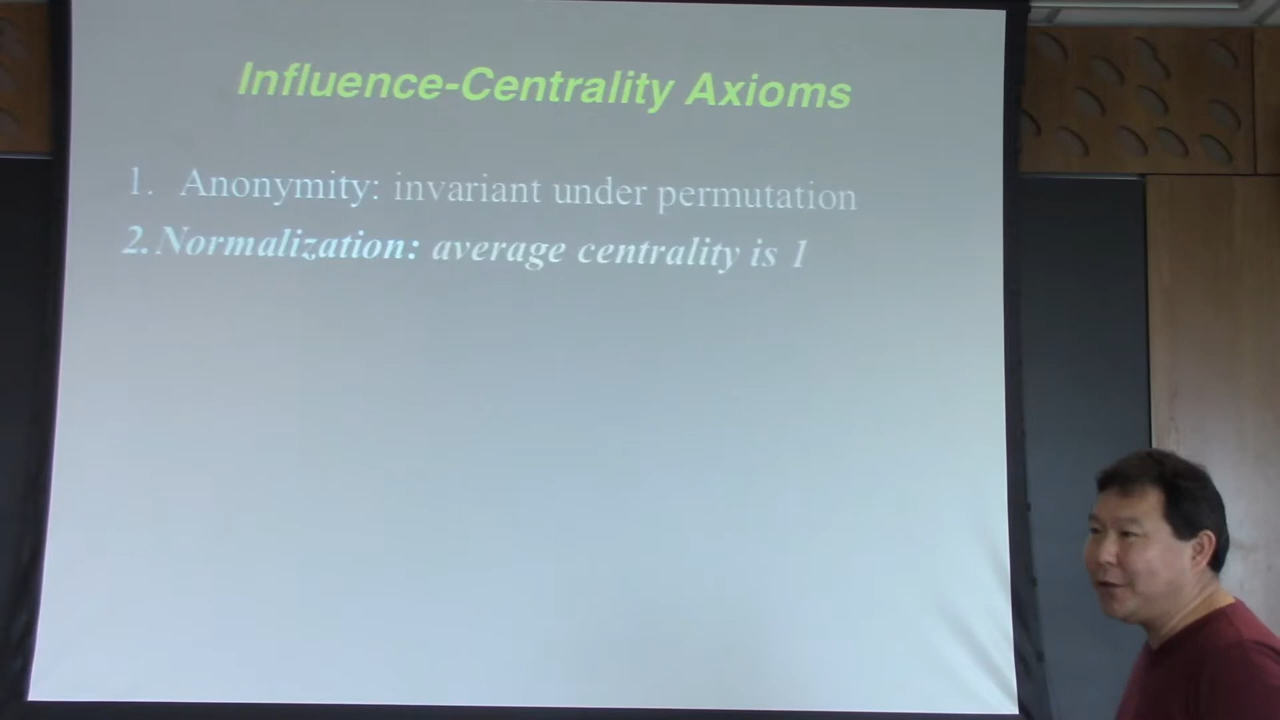 Influence-Centrality Axioms
1. Anonymity: invariant under permutation
2. Normalization: average centrality is 1